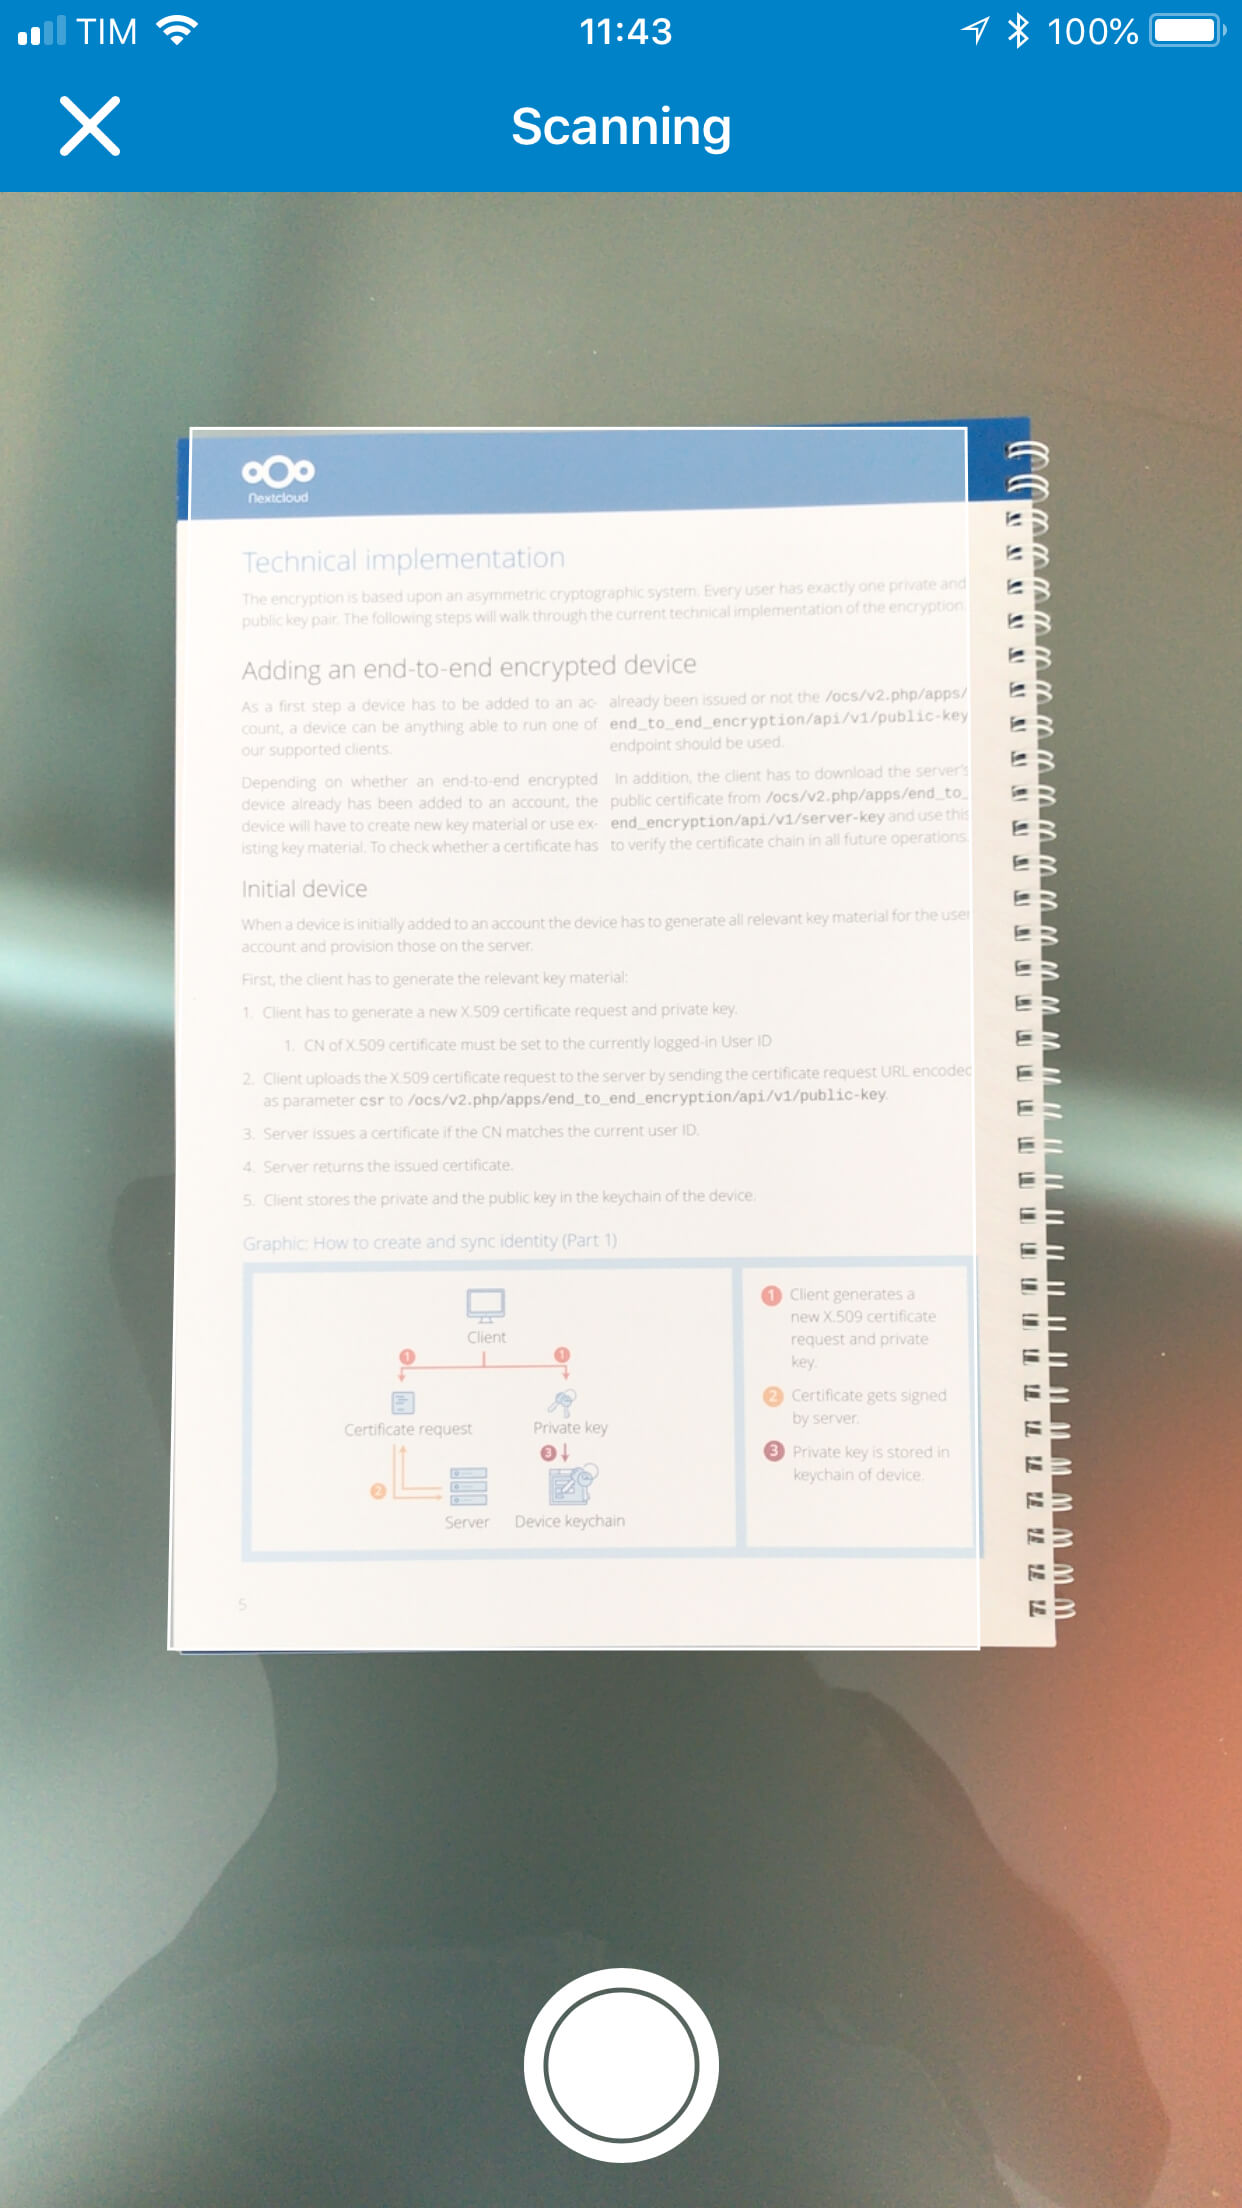 TIM
11:43
100%
Scanning
Nextcloud
Technical implementation
The encryption is based upon an asymmetric cryptographic system. Every user has exactly one private and
public key pair. The following steps will walk through the current technical implementation of the encryption.
Adding an end-to-end encrypted device
As a first step a device has to be added to an ac-
count, a device can be anything able to run one of
our supported clients.
Depending on whether an end-to-end encrypted
device already has been added to an account, the
device will have to create new key material or use ex-
isting key material. To check whether a certificate has
already been issued or not the /ocs/v2.php/apps/
end_to_end_encryption/api/v1/public-key
endpoint should be used.
In addition, the client has to download the server's
public certificate from /ocs/v2.php/apps/end_to_
end_encryption/api/v1/server-key and use this
to verify the certificate chain in all future operations.
Initial device
When a device is initially added to an account the device has to generate all relevant key material for the user
account and provision those on the server.
First, the client has to generate the relevant key material:
1. Client has to generate a new X.509 certificate request and private key.
1. CN of X.509 certificate must be set to the currently logged-in User ID
2. Client uploads the X.509 certificate request to the server by sending the certificate request URL encoded
as parameter csr to /ocs/v2.php/apps/end_to_end_encryption/api/v1/public-key.
3. Server issues a certificate if the CN matches the current user ID.
4. Server returns the issued certificate.
5. Client stores the private and the public key in the keychain of the device.
Graphic: How to create and sync identity (Part 1)
Client
1 1
Certificate request Private key
3
2
Server Device keychain
1 Client generates a
new X.509 certificate
request and private
key.
2 Certificate gets signed
by server.
3 Private key is stored in
keychain of device.
5